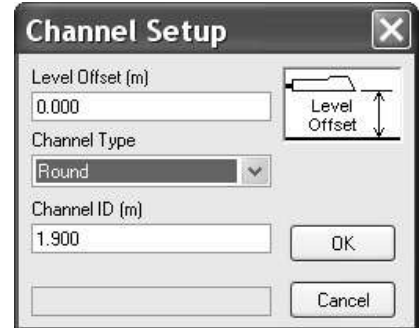 Channel Setup
Level Offset (m)
0.000
Level
Offset
Channel Type
Round
Channel ID (m)
1.900
OK
Cancel